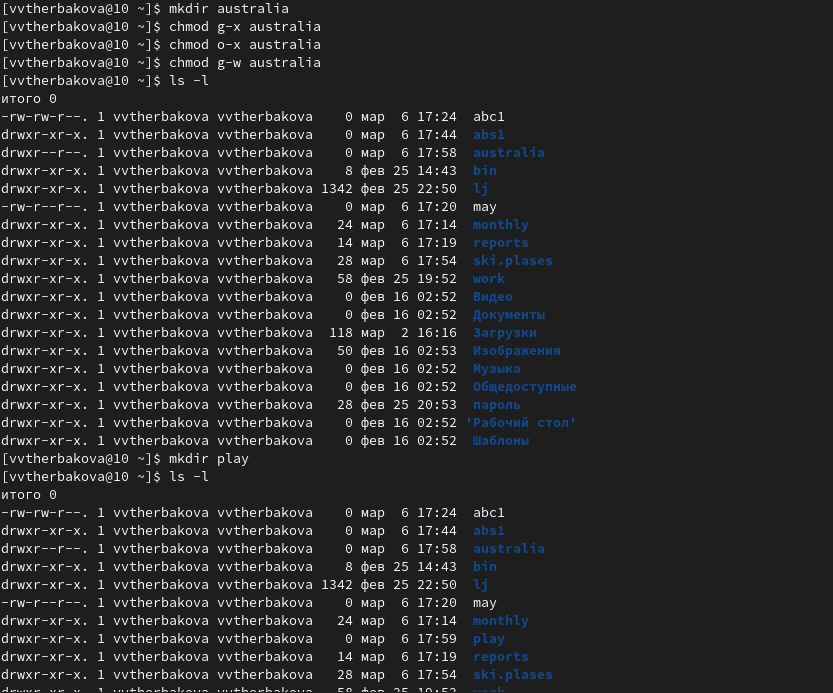 [vvtherbakova@10 ~]$ mkdir australia
[vvtherbakova@10 ~]$ chmod g-x australia
[vvtherbakova@10 ~]$ chmod o-x australia
[vvtherbakova@10 ~]$ chmod g-w australia
[vvtherbakova@10 ~]$ ls -l
итого 0
-rw-rw-r--. 1 vvtherbakova vvtherbakova    0 мар  6 17:24  abc1
drwxr-xr-x. 1 vvtherbakova vvtherbakova    0 мар  6 17:44  abs1
drwxr--r--. 1 vvtherbakova vvtherbakova    0 мар  6 17:58  australia
drwxr-xr-x. 1 vvtherbakova vvtherbakova    8 фев 25 14:43  bin
drwxr-xr-x. 1 vvtherbakova vvtherbakova 1342 фев 25 22:50  lj
-rw-r--r--. 1 vvtherbakova vvtherbakova    0 мар  6 17:20  may
drwxr-xr-x. 1 vvtherbakova vvtherbakova   24 мар  6 17:14  monthly
drwxr-xr-x. 1 vvtherbakova vvtherbakova   14 мар  6 17:19  reports
drwxr-xr-x. 1 vvtherbakova vvtherbakova   28 мар  6 17:54  ski.plases
drwxr-xr-x. 1 vvtherbakova vvtherbakova   58 фев 25 19:52  work
drwxr-xr-x. 1 vvtherbakova vvtherbakova    0 фев 16 02:52  Видео
drwxr-xr-x. 1 vvtherbakova vvtherbakova    0 фев 16 02:52  Документы
drwxr-xr-x. 1 vvtherbakova vvtherbakova  118 мар  2 16:16  Загрузки
drwxr-xr-x. 1 vvtherbakova vvtherbakova   50 фев 16 02:53  Изображения
drwxr-xr-x. 1 vvtherbakova vvtherbakova    0 фев 16 02:52  Музыка
drwxr-xr-x. 1 vvtherbakova vvtherbakova    0 фев 16 02:52  Общедоступные
drwxr-xr-x. 1 vvtherbakova vvtherbakova   28 фев 25 20:53  пароль
drwxr-xr-x. 1 vvtherbakova vvtherbakova    0 фев 16 02:52 'Рабочий стол'
drwxr-xr-x. 1 vvtherbakova vvtherbakova    0 фев 16 02:52  Шаблоны
[vvtherbakova@10 ~]$ mkdir play
[vvtherbakova@10 ~]$ ls -l
итого 0
-rw-rw-r--. 1 vvtherbakova vvtherbakova    0 мар  6 17:24  abc1
drwxr-xr-x. 1 vvtherbakova vvtherbakova    0 мар  6 17:44  abs1
drwxr--r--. 1 vvtherbakova vvtherbakova    0 мар  6 17:58  australia
drwxr-xr-x. 1 vvtherbakova vvtherbakova    8 фев 25 14:43  bin
drwxr-xr-x. 1 vvtherbakova vvtherbakova 1342 фев 25 22:50  lj
-rw-r--r--. 1 vvtherbakova vvtherbakova    0 мар  6 17:20  may
drwxr-xr-x. 1 vvtherbakova vvtherbakova   24 мар  6 17:14  monthly
drwxr-xr-x. 1 vvtherbakova vvtherbakova    0 мар  6 17:59  play
drwxr-xr-x. 1 vvtherbakova vvtherbakova   14 мар  6 17:19  reports
drwxr-xr-x. 1 vvtherbakova vvtherbakova   28 мар  6 17:54  ski.plases